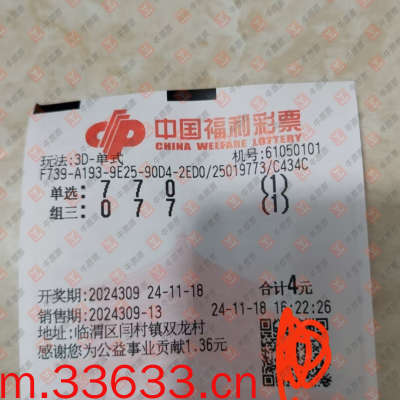 中国福利彩票
CHINA WELFARE LOTTERY
玩法:3D-单式 机号:61050101
F739-A193-9E25-90D4-2ED0/25019773/C434C
单选: 7 7 0 (1)
组三: 0 7 7 (1)
开奖期:2024309 24-11-18 合计4元
销售期:2024309-13 24-11-18 16:22:26
地址:临渭区闫村镇双龙村
感谢您为公益事业贡献1.36元
m.33633.cn